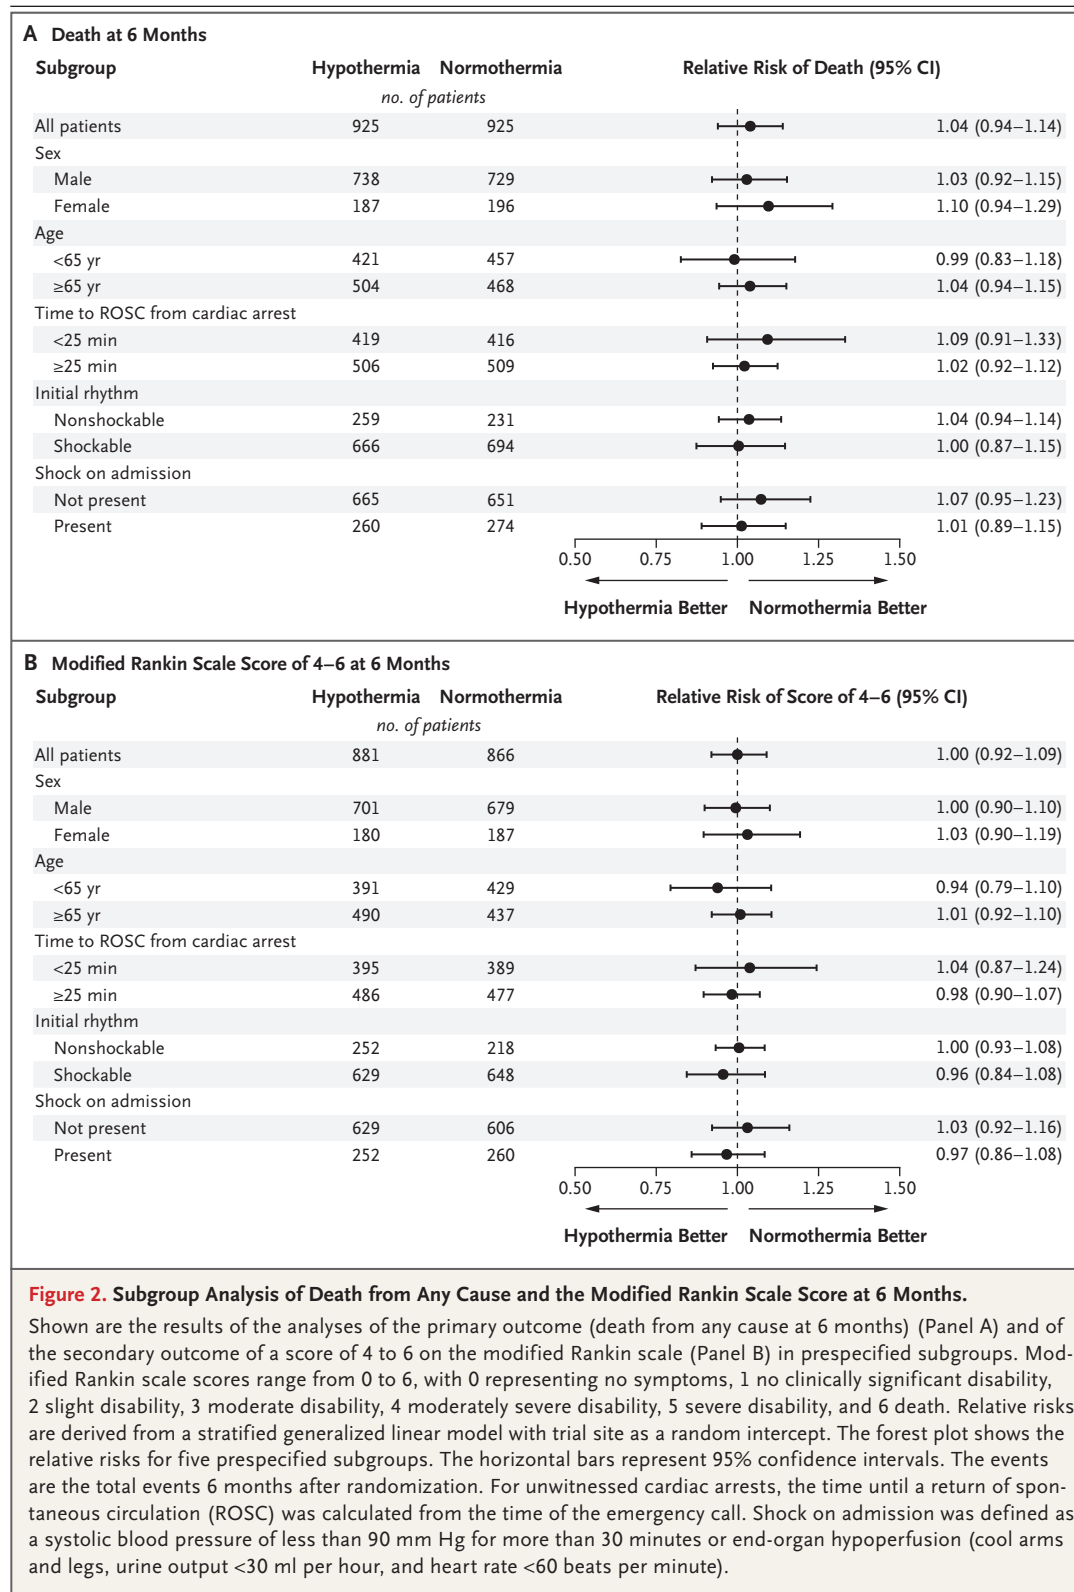 A Death at 6 Months
Subgroup Hypothermia Normothermia Relative Risk of Death (95% CI)
no. of patients
All patients 925 925 1.04 (0.94–1.14)
Sex
Male 738 729 1.03 (0.92–1.15)
Female 187 196 1.10 (0.94–1.29)
Age
<65 yr 421 457 0.99 (0.83–1.18)
≥65 yr 504 468 1.04 (0.94–1.15)
Time to ROSC from cardiac arrest
<25 min 419 416 1.09 (0.91–1.33)
≥25 min 506 509 1.02 (0.92–1.12)
Initial rhythm
Nonshockable 259 231 1.04 (0.94–1.14)
Shockable 666 694 1.00 (0.87–1.15)
Shock on admission
Not present 665 651 1.07 (0.95–1.23)
Present 260 274 1.01 (0.89–1.15)
0.50 0.75 1.00 1.25 1.50
Hypothermia Better Normothermia Better
B Modified Rankin Scale Score of 4–6 at 6 Months
Subgroup Hypothermia Normothermia Relative Risk of Score of 4–6 (95% CI)
no. of patients
All patients 881 866 1.00 (0.92–1.09)
Sex
Male 701 679 1.00 (0.90–1.10)
Female 180 187 1.03 (0.90–1.19)
Age
<65 yr 391 429 0.94 (0.79–1.10)
≥65 yr 490 437 1.01 (0.92–1.10)
Time to ROSC from cardiac arrest
<25 min 395 389 1.04 (0.87–1.24)
≥25 min 486 477 0.98 (0.90–1.07)
Initial rhythm
Nonshockable 252 218 1.00 (0.93–1.08)
Shockable 629 648 0.96 (0.84–1.08)
Shock on admission
Not present 629 606 1.03 (0.92–1.16)
Present 252 260 0.97 (0.86–1.08)
0.50 0.75 1.00 1.25 1.50
Hypothermia Better Normothermia Better
Figure 2. Subgroup Analysis of Death from Any Cause and the Modified Rankin Scale Score at 6 Months.
Shown are the results of the analyses of the primary outcome (death from any cause at 6 months) (Panel A) and of
the secondary outcome of a score of 4 to 6 on the modified Rankin scale (Panel B) in prespecified subgroups. Mod-
ified Rankin scale scores range from 0 to 6, with 0 representing no symptoms, 1 no clinically significant disability,
2 slight disability, 3 moderate disability, 4 moderately severe disability, 5 severe disability, and 6 death. Relative risks
are derived from a stratified generalized linear model with trial site as a random intercept. The forest plot shows the
relative risks for five prespecified subgroups. The horizontal bars represent 95% confidence intervals. The events
are the total events 6 months after randomization. For unwitnessed cardiac arrests, the time until a return of spon-
taneous circulation (ROSC) was calculated from the time of the emergency call. Shock on admission was defined as
a systolic blood pressure of less than 90 mm Hg for more than 30 minutes or end-organ hypoperfusion (cool arms
and legs, urine output <30 ml per hour, and heart rate <60 beats per minute).